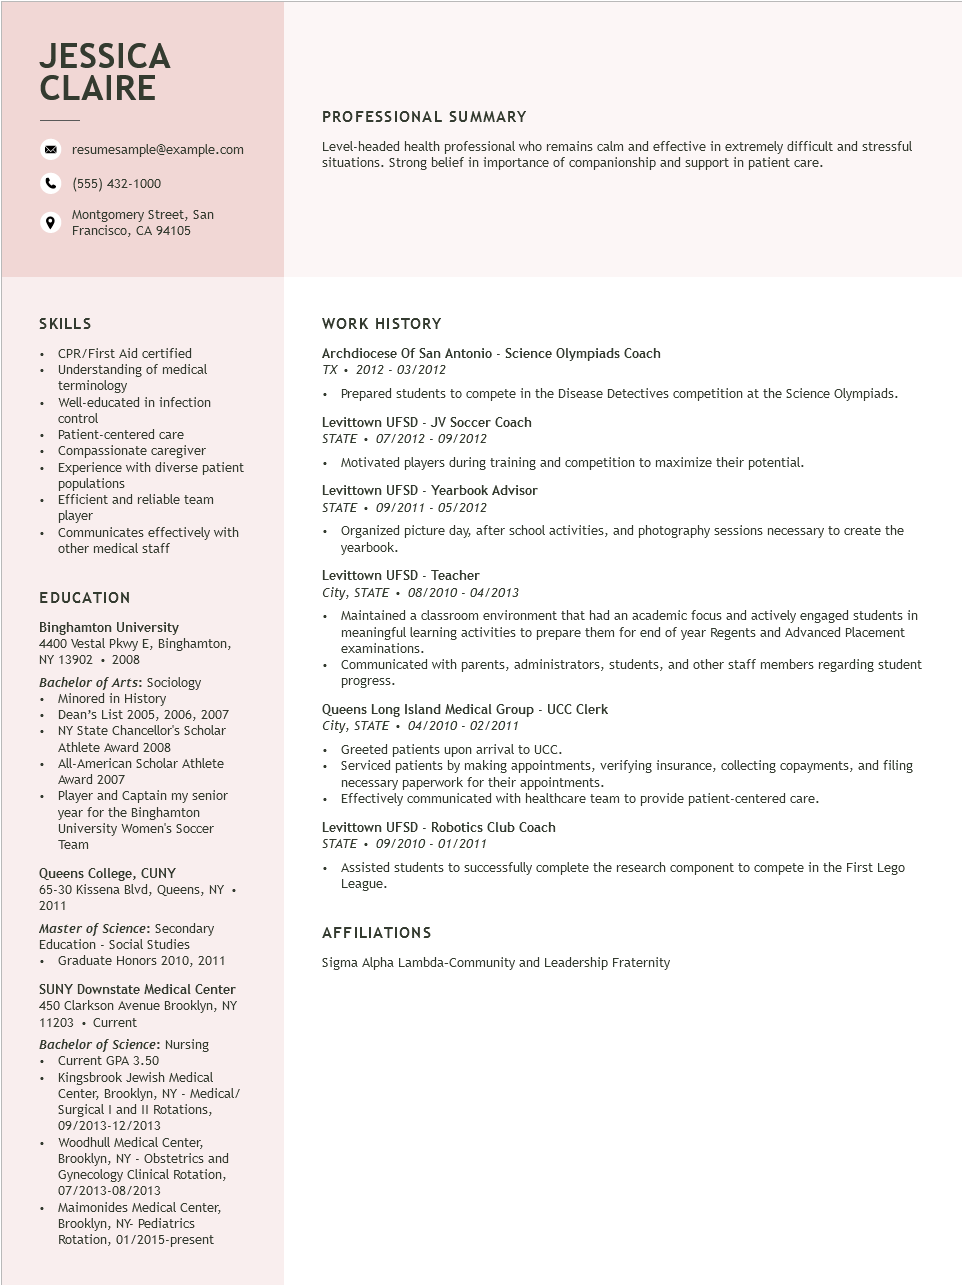 JESSICA
CLAIRE
resumesample@example.com
(555) 432-1000
Montgomery Street, San
Francisco, CA 94105
PROFESSIONAL SUMMARY
Level-headed health professional who remains calm and effective in extremely difficult and stressful
situations. Strong belief in importance of companionship and support in patient care.
SKILLS
• CPR/First Aid certified
• Understanding of medical
terminology
• Well-educated in infection
control
• Patient-centered care
• Compassionate caregiver
• Experience with diverse patient
populations
• Efficient and reliable team
player
• Communicates effectively with
other medical staff
EDUCATION
Binghamton University
4400 Vestal Pkwy E, Binghamton,
NY 13902 • 2008
Bachelor of Arts: Sociology
• Minored in History
• Dean’s List 2005, 2006, 2007
• NY State Chancellor's Scholar
Athlete Award 2008
• All-American Scholar Athlete
Award 2007
• Player and Captain my senior
year for the Binghamton
University Women's Soccer
Team
Queens College, CUNY
65-30 Kissena Blvd, Queens, NY •
2011
Master of Science: Secondary
Education - Social Studies
• Graduate Honors 2010, 2011
SUNY Downstate Medical Center
450 Clarkson Avenue Brooklyn, NY
11203 • Current
Bachelor of Science: Nursing
• Current GPA 3.50
• Kingsbrook Jewish Medical
Center, Brooklyn, NY - Medical/
Surgical I and II Rotations,
09/2013-12/2013
• Woodhull Medical Center,
Brooklyn, NY - Obstetrics and
Gynecology Clinical Rotation,
07/2013-08/2013
• Maimonides Medical Center,
Brooklyn, NY- Pediatrics
Rotation, 01/2015-present
WORK HISTORY
Archdiocese Of San Antonio - Science Olympiads Coach
TX • 2012 - 03/2012
• Prepared students to compete in the Disease Detectives competition at the Science Olympiads.
Levittown UFSD - JV Soccer Coach
STATE • 07/2012 - 09/2012
• Motivated players during training and competition to maximize their potential.
Levittown UFSD - Yearbook Advisor
STATE • 09/2011 - 05/2012
• Organized picture day, after school activities, and photography sessions necessary to create the
yearbook.
Levittown UFSD - Teacher
City, STATE • 08/2010 - 04/2013
• Maintained a classroom environment that had an academic focus and actively engaged students in
meaningful learning activities to prepare them for end of year Regents and Advanced Placement
examinations.
• Communicated with parents, administrators, students, and other staff members regarding student
progress.
Queens Long Island Medical Group - UCC Clerk
City, STATE • 04/2010 - 02/2011
• Greeted patients upon arrival to UCC.
• Serviced patients by making appointments, verifying insurance, collecting copayments, and filing
necessary paperwork for their appointments.
• Effectively communicated with healthcare team to provide patient-centered care.
Levittown UFSD - Robotics Club Coach
STATE • 09/2010 - 01/2011
• Assisted students to successfully complete the research component to compete in the First Lego
League.
AFFILIATIONS
Sigma Alpha Lambda-Community and Leadership Fraternity